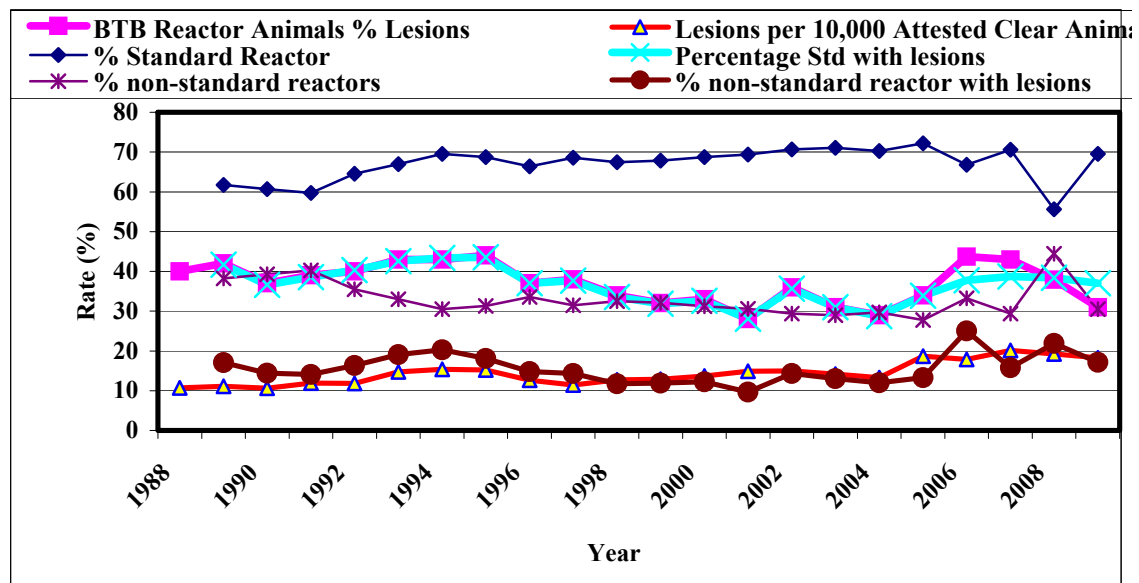 BTB Reactor Animals % Lesions
Lesions per 10,000 Attested Clear Anima
% Standard Reactor
Percentage Std with lesions
% non-standard reactors
% non-standard reactor with lesions
80
70
60
50
40
30
20
10
0
Rate (%)
1988
1990
1992
1994
1996
1998
2000
2002
2004
2006
2008
Year